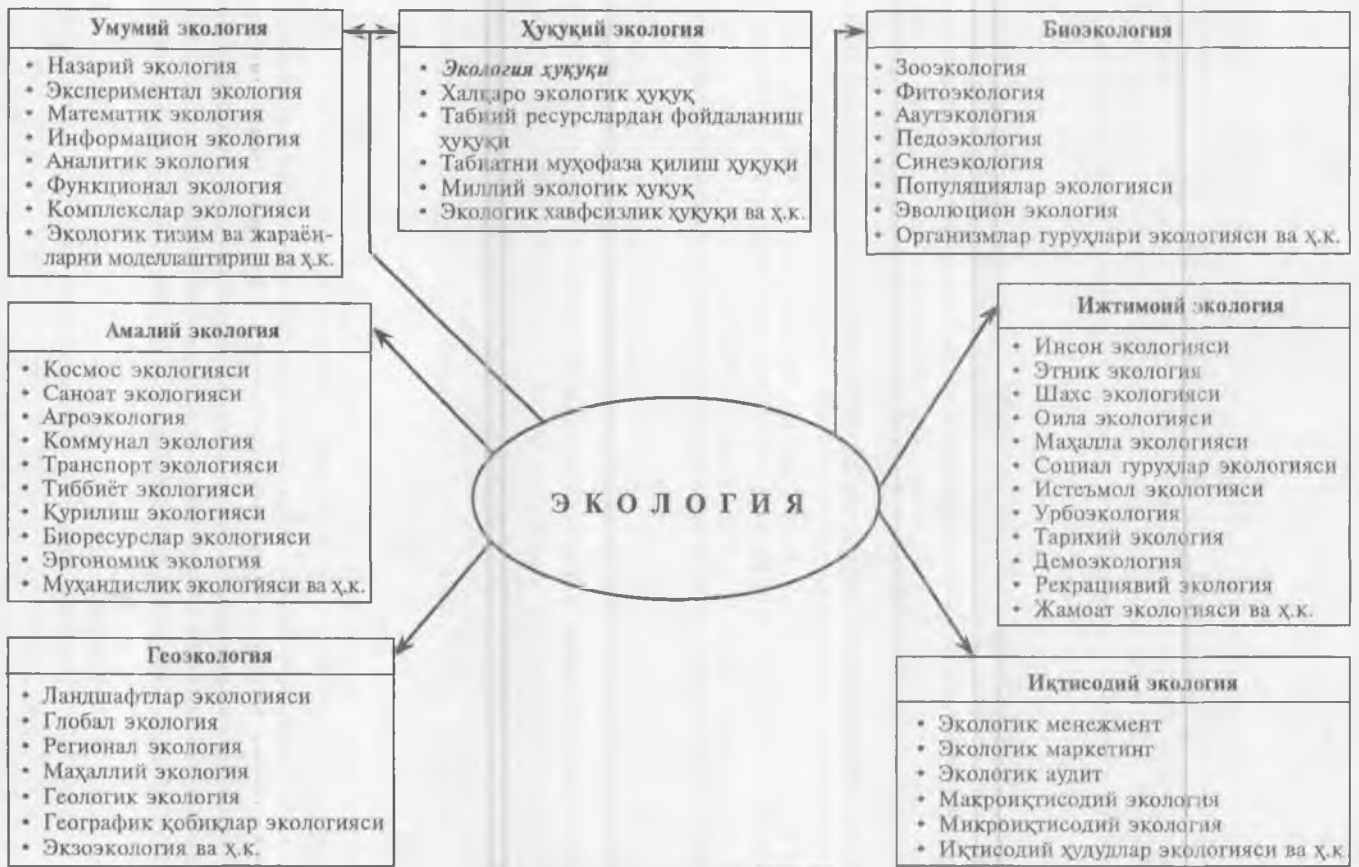 Умумий экология
• Назарий экология
• Экспериментал экология
• Математик экология
• Информацион экология
• Аналитик экология
• Функционал экология
• Комплекслар экологияси
• Экологик тизим ва жараён-
ларни моделлаштириш ва ҳ.к.
Ҳуқуқий экология
• Экология ҳуқуқи
• Халқаро экологик ҳуқуқ
• Табиий ресурслардан фойдаланиш
ҳуқуқи
• Табиатни муҳофаза қилиш ҳуқуқи
• Миллий экологик ҳуқуқ
• Экологик хавфсизлик ҳуқуқи ва ҳ.к.
Биоэкология
• Зооэкология
• Фитоэкология
• Ааутэкология
• Педоэкология
• Синеэкология
• Популяциялар экологияси
• Эволюцион экология
• Организмлар гуруҳлари экологияси ва ҳ.к.
Амалий экология
• Космос экологияси
• Саноат экологияси
• Агроэкология
• Коммунал экология
• Транспорт экологияси
• Тиббиёт экологияси
• Қурилиш экологияси
• Биоресурслар экологияси
• Эргономик экология
• Муҳандислик экологияси ва ҳ.к.
ЭКОЛОГИЯ
Ижтимоий экология
• Инсон экологияси
• Этник экология
• Шахс экологияси
• Оила экологияси
• Маҳалла экологияси
• Социал гуруҳлар экологияси
• Истеъмол экологияси
• Урбоэкология
• Тарихий экология
• Демоэкология
• Рекрациявий экология
• Жамоат экологияси ва ҳ.к.
Геоэкология
• Ландшафтлар экологияси
• Глобал экология
• Регионал экология
• Маҳаллий экология
• Геологик экология
• Географик қобиқлар экологияси
• Экзоэкология ва ҳ.к.
Иқтисодий экология
• Экологик менежмент
• Экологик маркетинг
• Экологик аудит
• Макроиқтисодий экология
• Микроиқтисодий экология
• Иқтисодий ҳудудлар экологияси ва ҳ.к